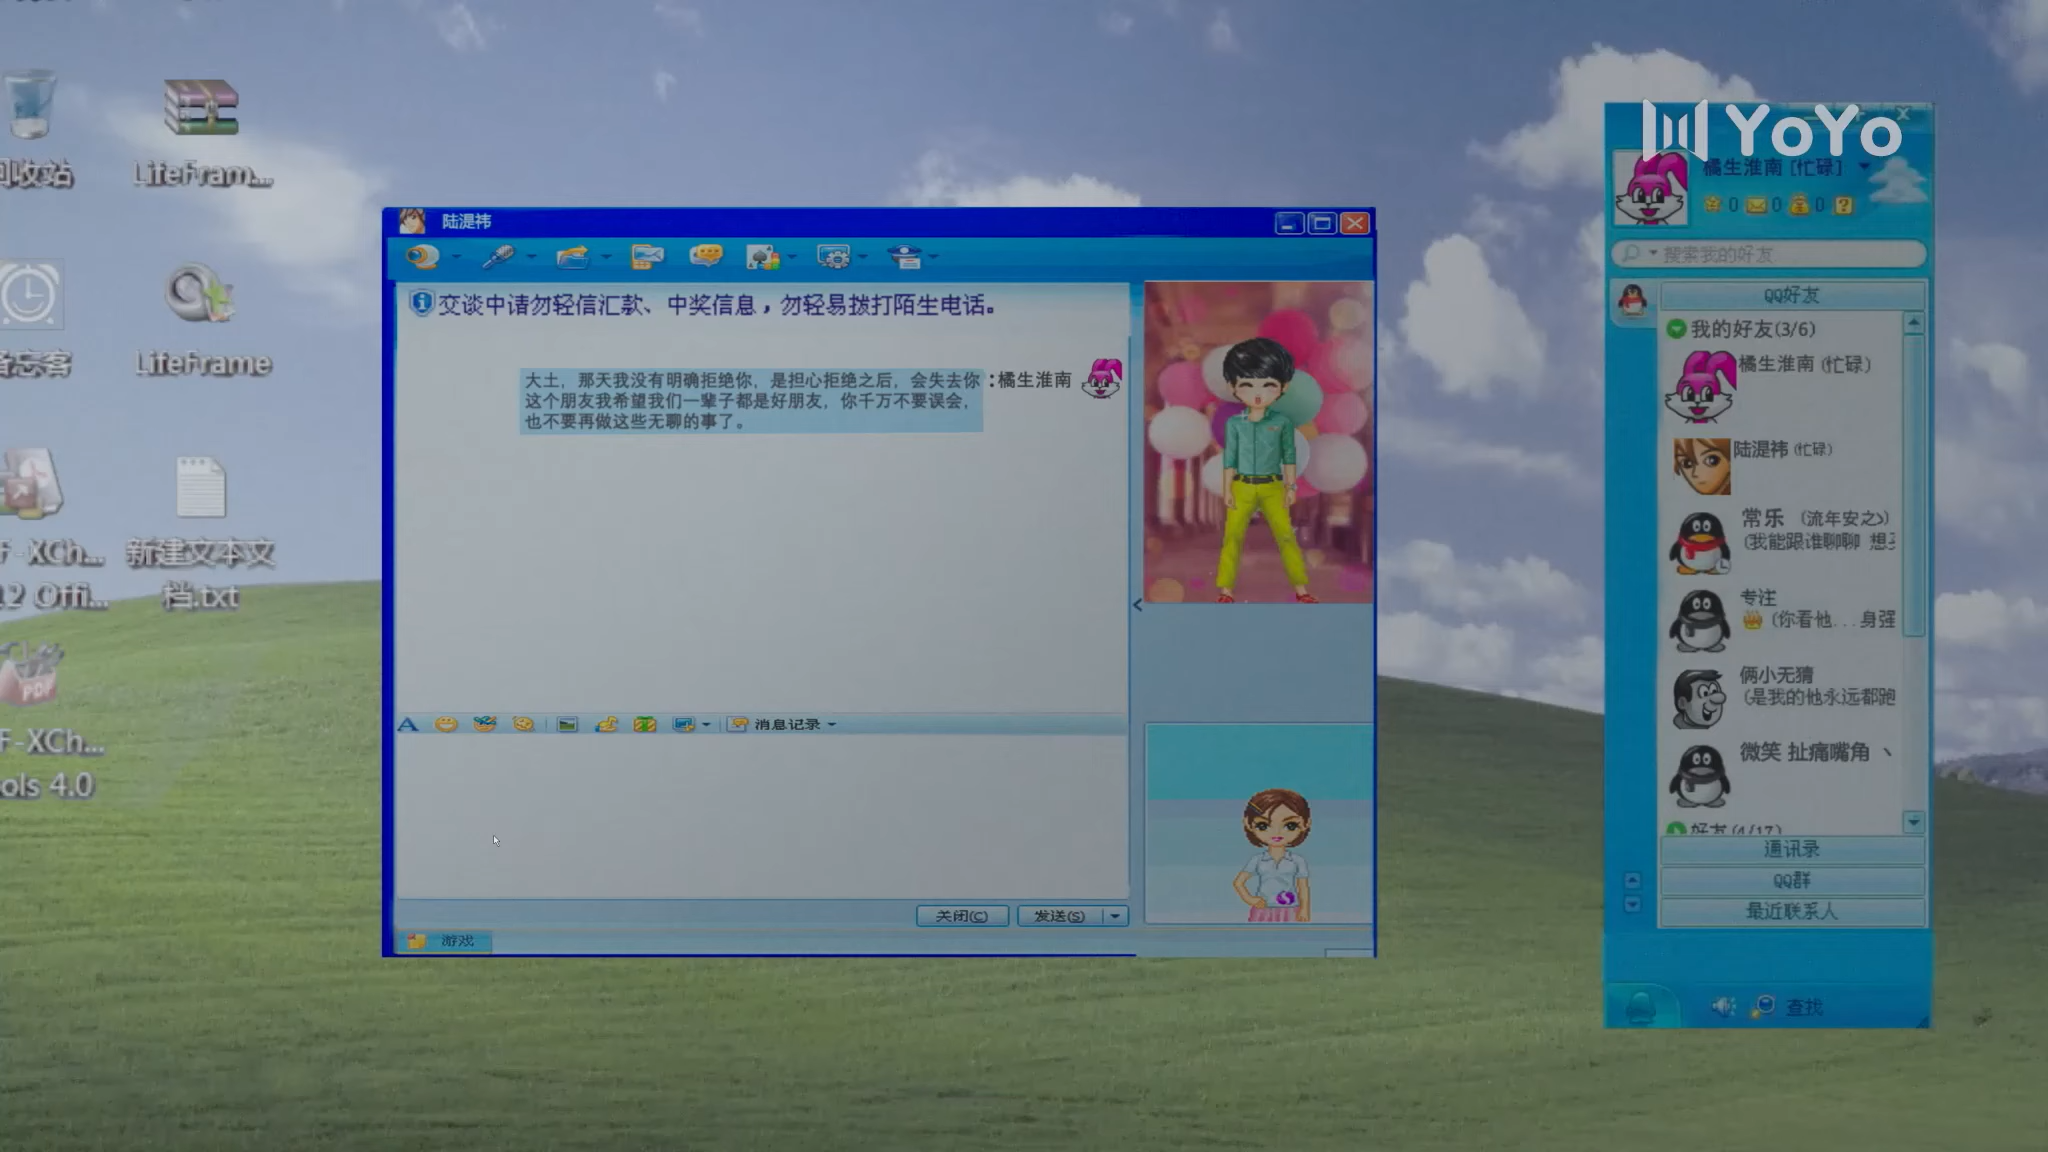 LifeFram...
LifeFrame
新建文本文
档.txt
12 Offi...
ols 4.0
PDF
陆湜祎
交谈中请勿轻信汇款、中奖信息，勿轻易拨打陌生电话。
大土，那天我没有明确拒绝你，是担心拒绝之后，会失去你
这个朋友我希望我们一辈子都是好朋友，你千万不要误会，
也不要再做这些无聊的事了。
：橘生淮南
消息记录
关闭(C)
发送(S)
游戏
YoYo
橘生淮南 [忙碌]
0 0 0
搜索我的好友
QQ好友
我的好友(3/6)
橘生淮南 (忙碌)
陆湜祎 (忙碌)
常乐 （流年安之）
(我能跟谁聊聊 想
专注
(你看他...身强
俩小无猜
(是我的他永远都跑
微笑 扯痛嘴角 丶
好友 (4/17)
通讯录
QQ群
最近联系人
查找